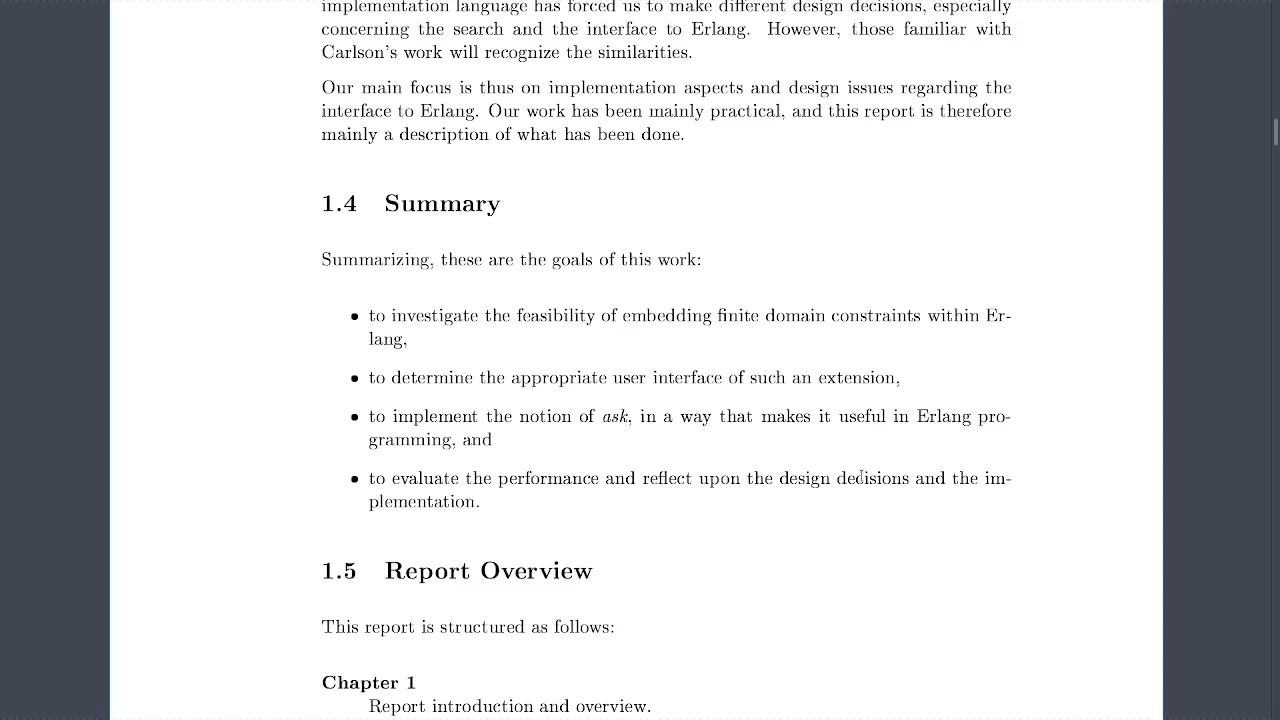 implementation language has forced us to make different design decisions, especially
concerning the search and the interface to Erlang. However, those familiar with
Carlson's work will recognize the similarities.
Our main focus is thus on implementation aspects and design issues regarding the
interface to Erlang. Our work has been mainly practical, and this report is therefore
mainly a description of what has been done.
1.4 Summary
Summarizing, these are the goals of this work:
• to investigate the feasibility of embedding finite domain constraints within Er-
lang,
• to determine the appropriate user interface of such an extension,
• to implement the notion of ask, in a way that makes it useful in Erlang pro-
gramming, and
• to evaluate the performance and reflect upon the design decisions and the im-
plementation.
1.5 Report Overview
This report is structured as follows:
Chapter 1
Report introduction and overview.